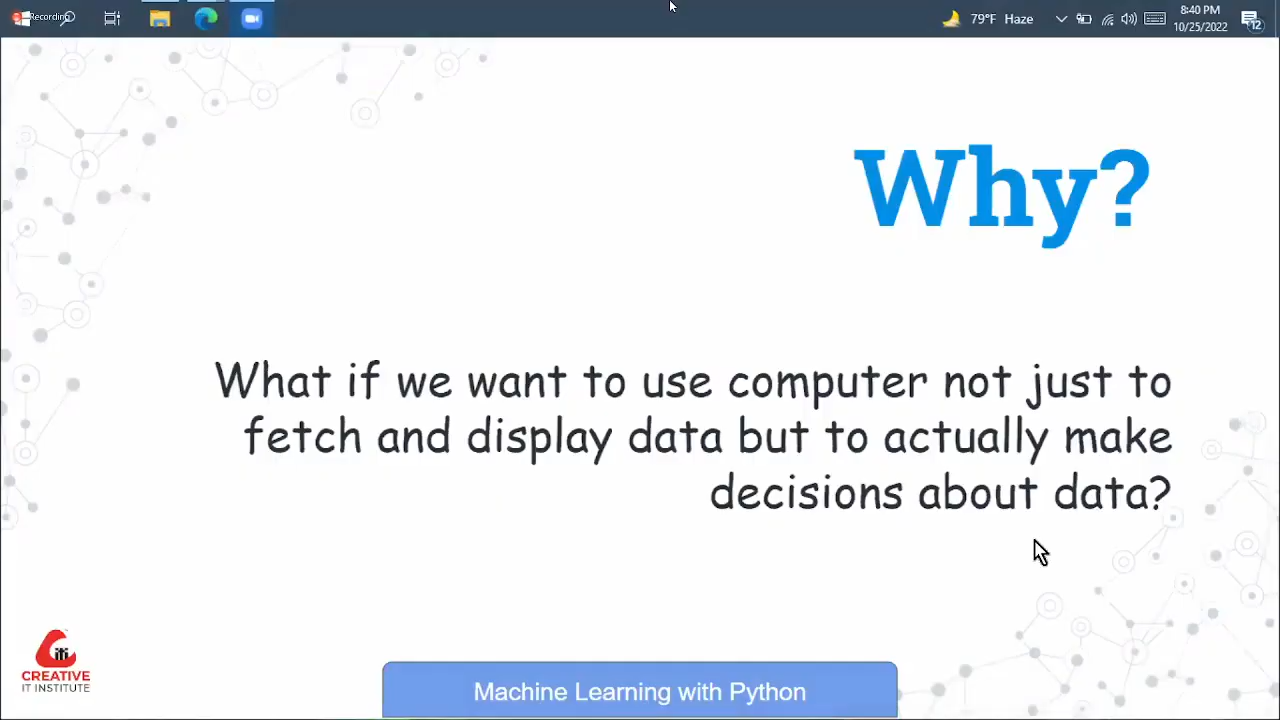 Recording
79°F Haze
8:40 PM
10/25/2022
12
Why?
What if we want to use computer not just to
fetch and display data but to actually make
decisions about data?
CREATIVE
IT INSTITUTE
Machine Learning with Python